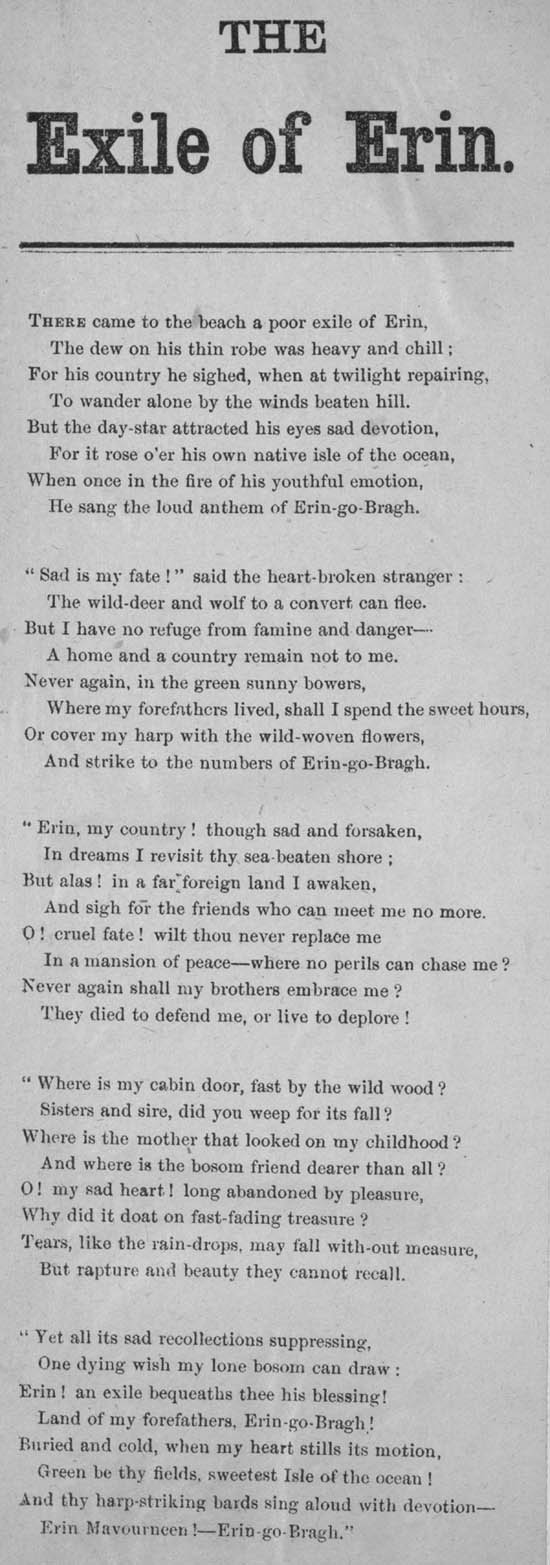 THE
Exile of Erin.
THERE came to the beach a poor exile of Erin,
The dew on his thin robe was heavy and chill ;
For his country he sighed, when at twilight repairing,
To wander alone by the winds beaten hill.
But the day-star attracted his eyes sad devotion,
For it rose o'er his own native isle of the ocean,
When once in the fire of his youthful emotion,
He sang the loud anthem of Erin-go-Bragh.
“ Sad is my fate ! ” said the heart-broken stranger :
The wild-deer and wolf to a convert can flee.
But I have no refuge from famine and danger—
A home and a country remain not to me.
Never again, in the green sunny bowers,
Where my forefathers lived, shall I spend the sweet hours,
Or cover my harp with the wild-woven flowers,
And strike to the numbers of Erin-go-Bragh.
“ Erin, my country ! though sad and forsaken,
In dreams I revisit thy sea-beaten shore ;
But alas ! in a far foreign land I awaken,
And sigh for the friends who can meet me no more.
O ! cruel fate ! wilt thou never replace me
In a mansion of peace—where no perils can chase me ?
Never again shall my brothers embrace me ?
They died to defend me, or live to deplore !
“ Where is my cabin door, fast by the wild wood ?
Sisters and sire, did you weep for its fall ?
Where is the mother that looked on my childhood ?
And where is the bosom friend dearer than all ?
O ! my sad heart ! long abandoned by pleasure,
Why did it doat on fast-fading treasure ?
Tears, like the rain-drops, may fall with-out measure,
But rapture and beauty they cannot recall.
“ Yet all its sad recollections suppressing,
One dying wish my lone bosom can draw :
Erin ! an exile bequeaths thee his blessing !
Land of my forefathers, Erin-go-Bragh !
Buried and cold, when my heart stills its motion,
Green be thy fields, sweetest Isle of the ocean !
And thy harp-striking bards sing aloud with devotion—
Erin Mavourneen !—Erin-go-Bragh.”